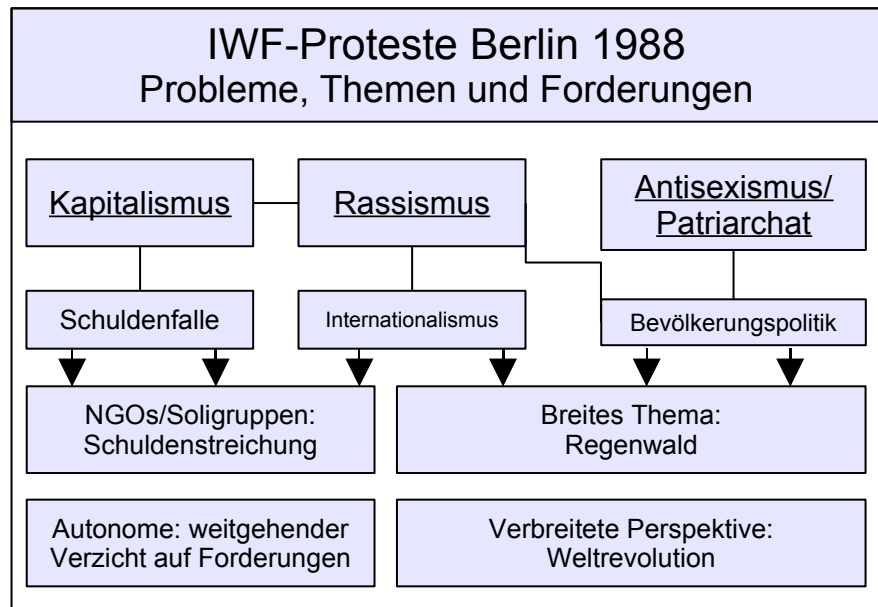 IWF-Proteste Berlin 1988
Probleme, Themen und Forderungen
Kapitalismus
Rassismus
Antisexismus/
Patriarchat
Schuldenfalle
Internationalismus
Bevölkerungspolitik
NGOs/Soligruppen:
Schuldenstreichung
Breites Thema:
Regenwald
Autonome: weitgehender
Verzicht auf Forderungen
Verbreitete Perspektive:
Weltrevolution